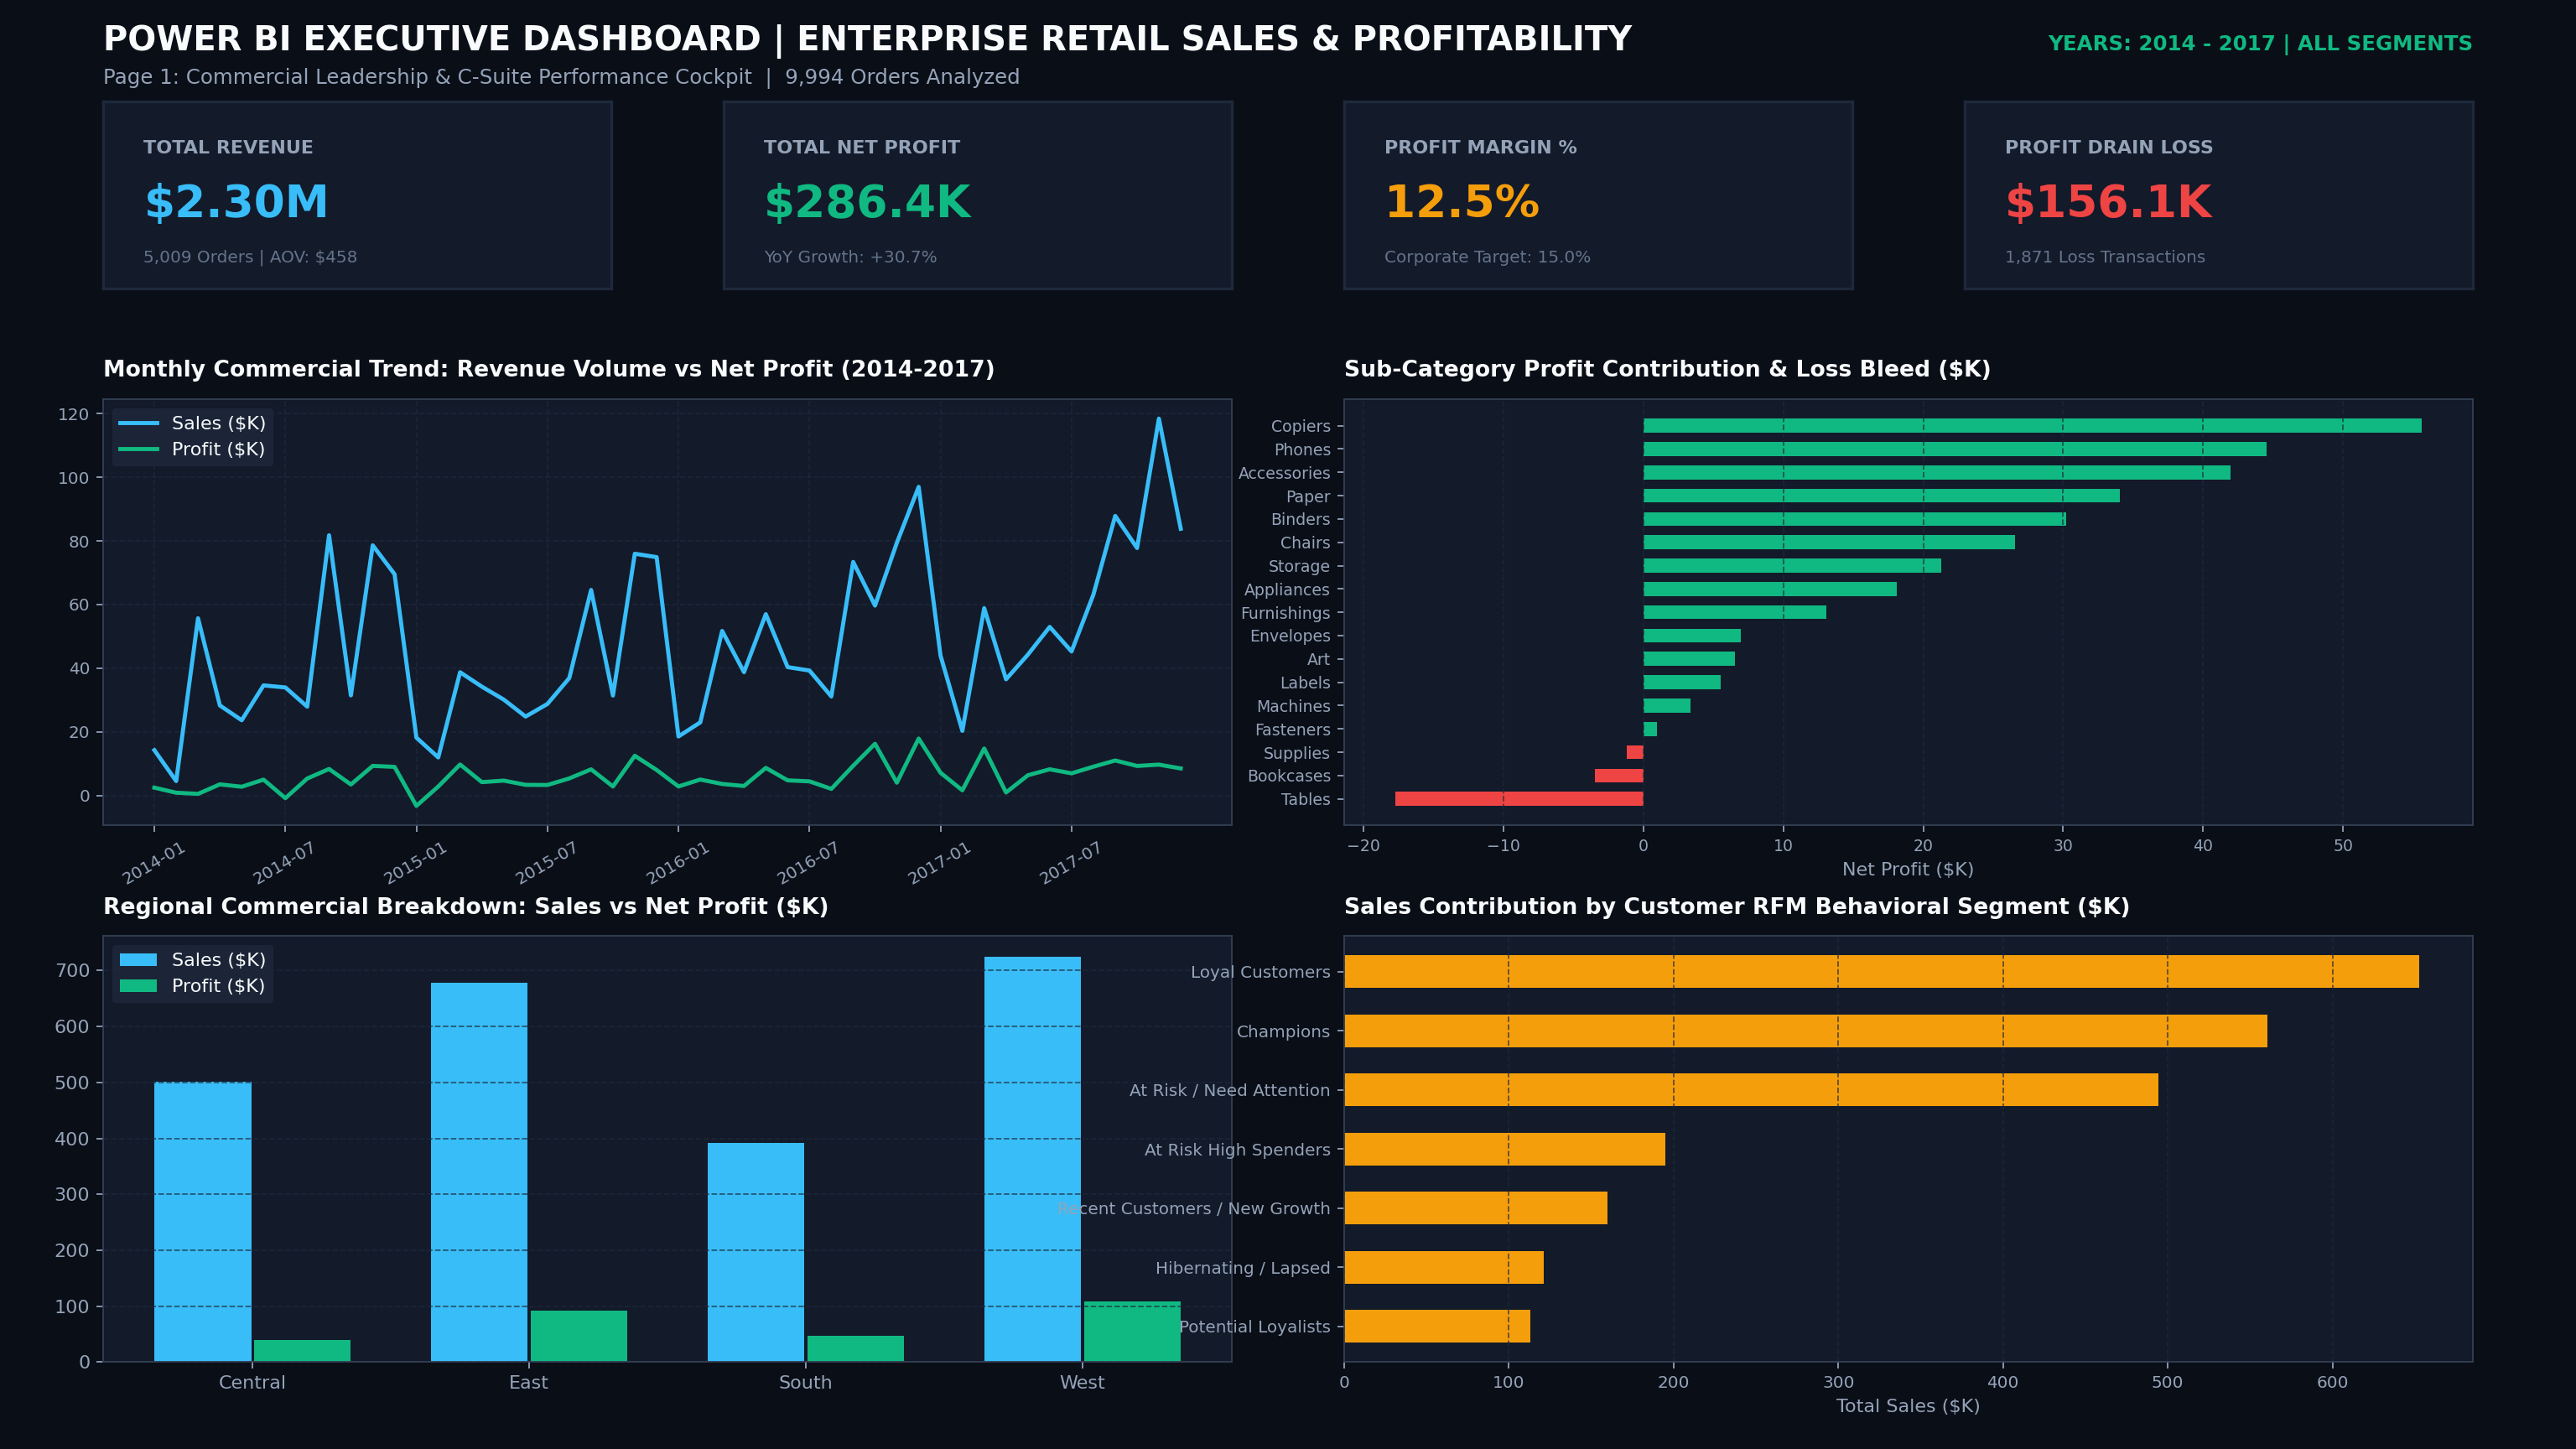 POWER BI EXECUTIVE DASHBOARD | ENTERPRISE RETAIL SALES & PROFITABILITY
YEARS: 2014 - 2017 | ALL SEGMENTS
Page 1: Commercial Leadership & C-Suite Performance Cockpit | 9,994 Orders Analyzed
TOTAL REVENUE
$2.30M
5,009 Orders | AOV: $458
TOTAL NET PROFIT
$286.4K
YoY Growth: +30.7%
PROFIT MARGIN %
12.5%
Corporate Target: 15.0%
PROFIT DRAIN LOSS
$156.1K
1,871 Loss Transactions
Monthly Commercial Trend: Revenue Volume vs Net Profit (2014-2017)
Sales ($K)
Profit ($K)
120
100
80
60
40
20
0
2014-01
2014-07
2015-01
2015-07
2016-01
2016-07
2017-01
2017-07
Sub-Category Profit Contribution & Loss Bleed ($K)
Copiers
Phones
Accessories
Paper
Binders
Chairs
Storage
Appliances
Furnishings
Envelopes
Art
Labels
Machines
Fasteners
Supplies
Bookcases
Tables
−20
−10
0
10
20
30
40
50
Net Profit ($K)
Regional Commercial Breakdown: Sales vs Net Profit ($K)
Sales ($K)
Profit ($K)
700
600
500
400
300
200
100
0
Central
East
South
West
Sales Contribution by Customer RFM Behavioral Segment ($K)
Loyal Customers
Champions
At Risk / Need Attention
At Risk High Spenders
Recent Customers / New Growth
Hibernating / Lapsed
Potential Loyalists
0
100
200
300
400
500
600
Total Sales ($K)